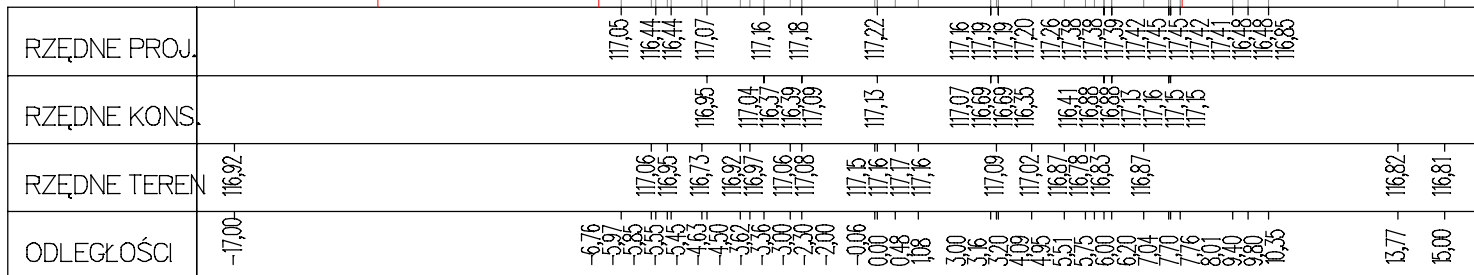 RZĘDNE PROJ. 117,05 116,44 116,44 117,07 117,16 117,18 117,22 117,16 117,19 117,19 117,20 117,26 117,38 117,38 117,39 117,42 117,45 117,45 117,42 117,41 116,48 116,48 116,85
RZĘDNE KONS. 116,95 117,04 116,37 116,39 117,09 117,13 117,07 116,69 116,69 116,35 116,41 116,88 116,88 117,13 117,16 117,15 117,15
RZĘDNE TEREN 116,92 117,06 116,95 116,73 116,92 116,97 117,06 117,08 117,15 117,16 117,17 117,16 117,09 117,02 116,87 116,78 116,83 116,87 116,82 116,81
ODLEGŁOŚCI -17,00 -6,76 -5,97 -5,85 -5,55 -5,45 -4,63 -4,50 -3,62 -3,36 -3,00 -2,30 -2,00 -0,06 0,00 0,48 1,08 3,00 3,16 3,20 4,09 4,95 5,51 5,75 6,00 6,20 7,04 7,70 7,76 8,01 9,40 9,80 10,35 13,77 15,00